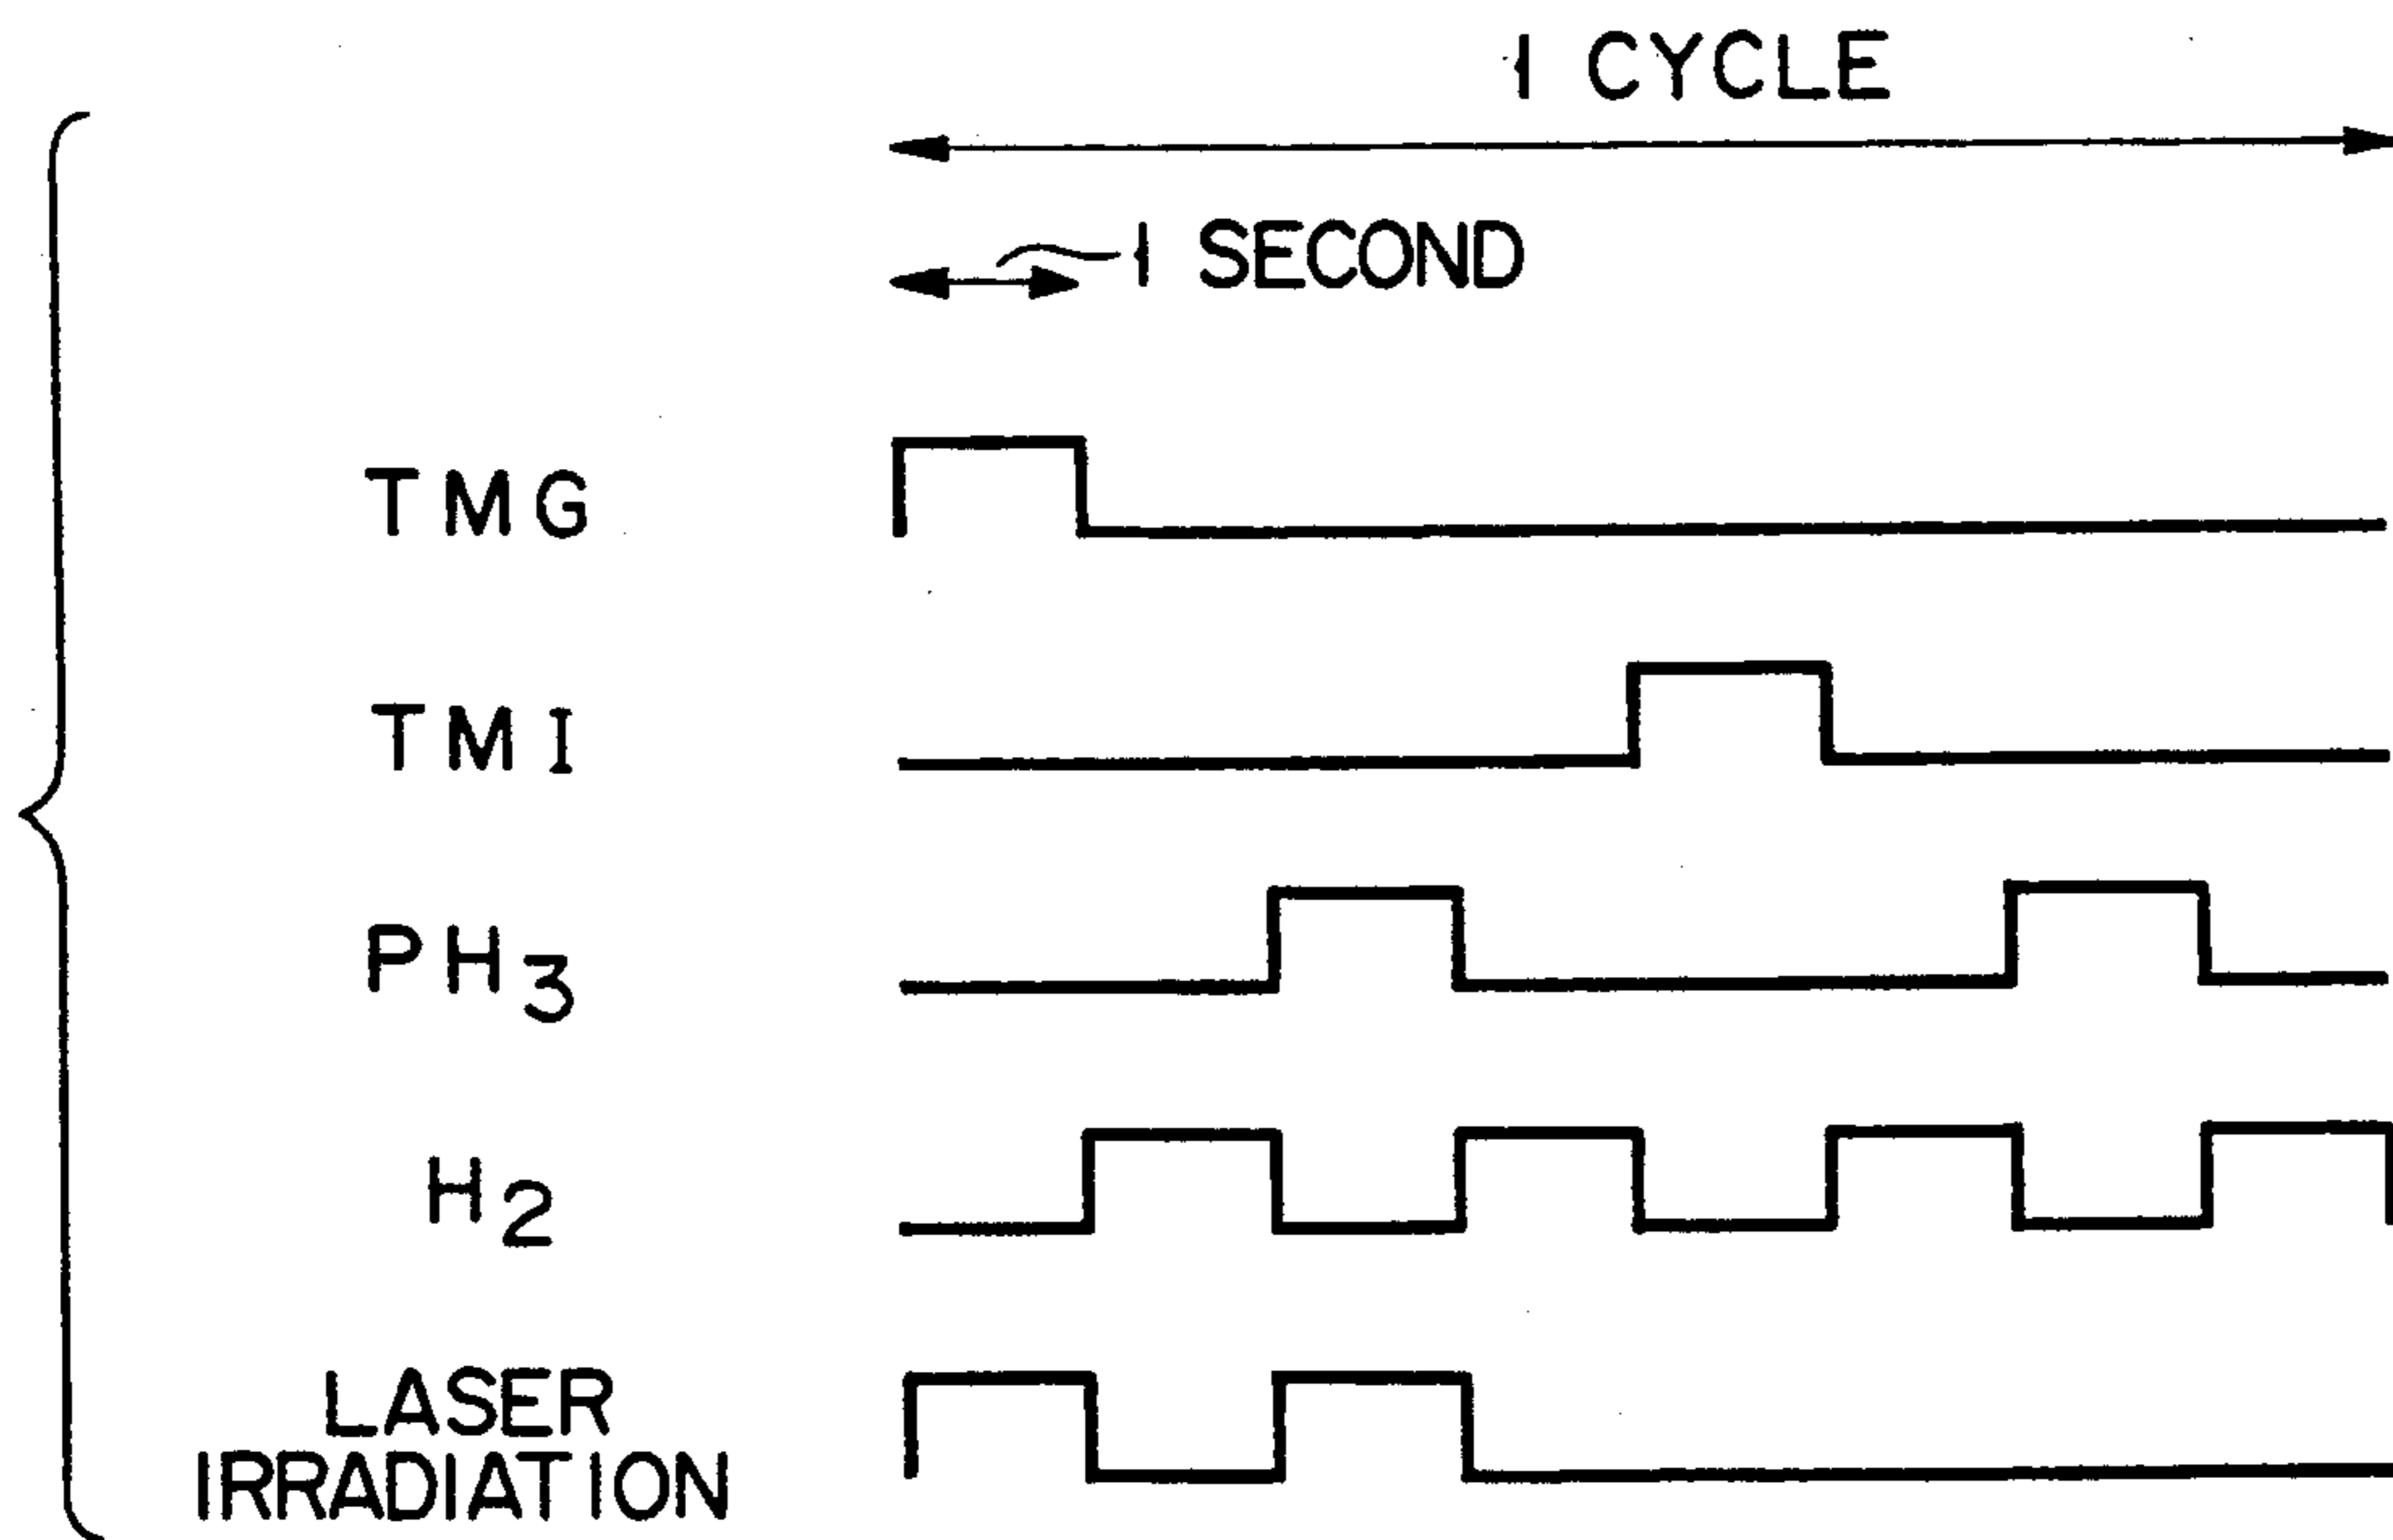 1 CYCLE
1 SECOND
TMG
TMI
PH3
H2
LASER
IRRADIATION